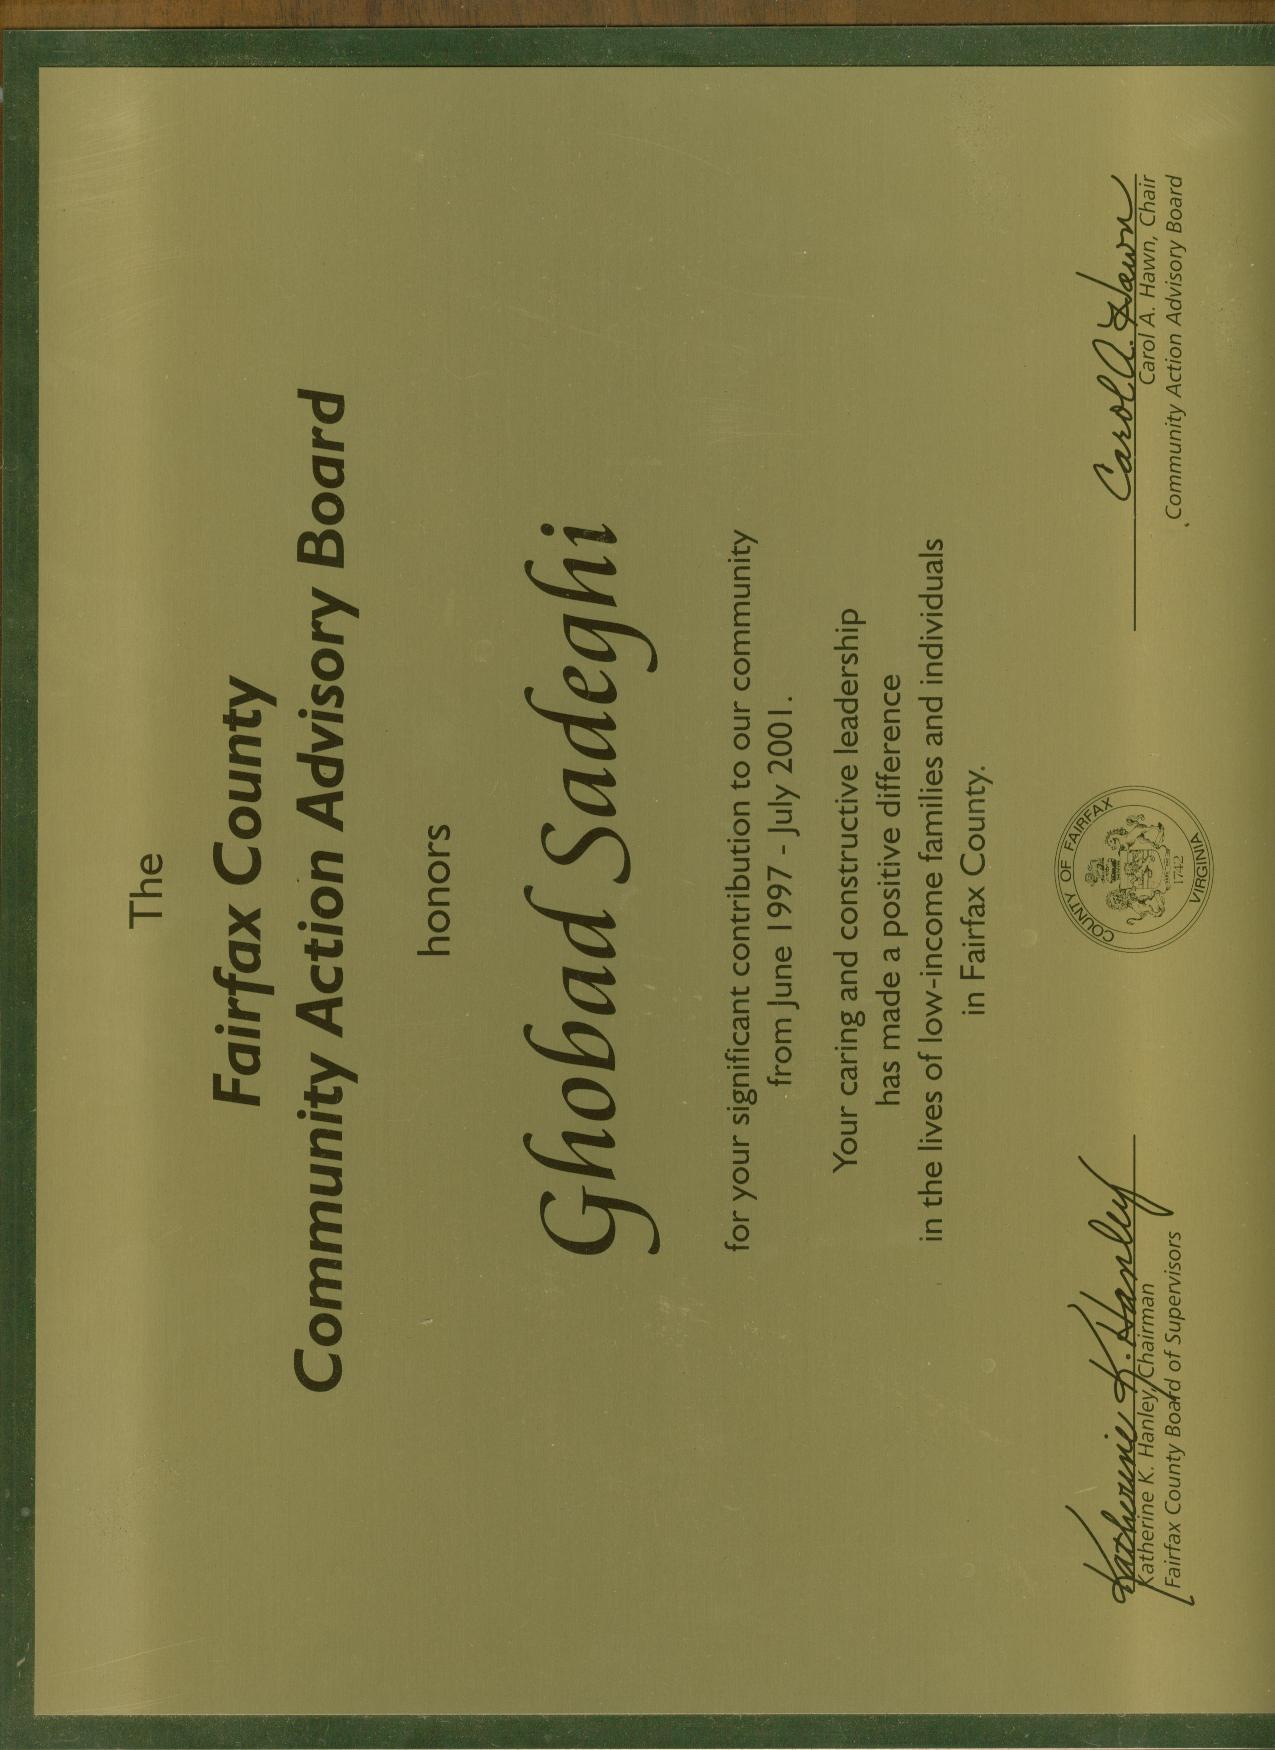 The
Fairfax County
Community Action Advisory Board
honors
Ghobad Sadeghi
for your significant contribution to our community
from June 1997 - July 2001.
Your caring and constructive leadership
has made a positive difference
in the lives of low-income families and individuals
in Fairfax County.
Katherine K. Hanley
Katherine K. Hanley, Chairman
Fairfax County Board of Supervisors
COUNTY OF FAIRFAX
1742
VIRGINIA
Carol A. Hawn
Carol A. Hawn, Chair
Community Action Advisory Board